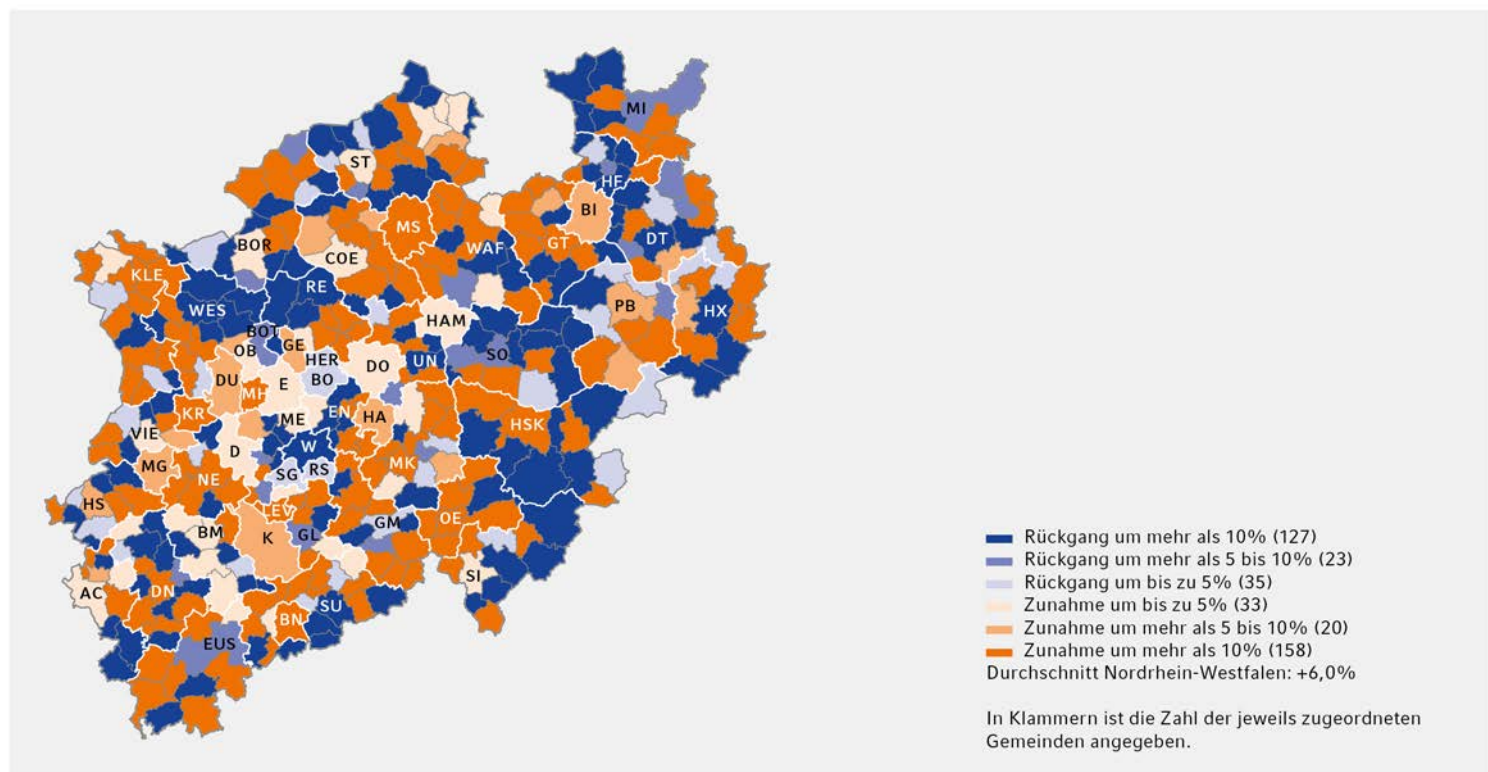 MI
ST
HF
BI
MS
BOR
WAF
GT
DT
COE
KLE
RE
WES
PB
HX
HAM
BOT
GE
OB
HER
SO
UN
DO
DU
E
BO
MH
KR
ME
EN
HA
HSK
VIE
W
D
MG
MK
SG
RS
NE
HS
LEV
GM
OE
BM
K
GL
SI
AC
DN
SU
BN
EUS
Rückgang um mehr als 10% (127)
Rückgang um mehr als 5 bis 10% (23)
Rückgang um bis zu 5% (35)
Zunahme um bis zu 5% (33)
Zunahme um mehr als 5 bis 10% (20)
Zunahme um mehr als 10% (158)
Durchschnitt Nordrhein-Westfalen: +6,0%
In Klammern ist die Zahl der jeweils zugeordneten
Gemeinden angegeben.